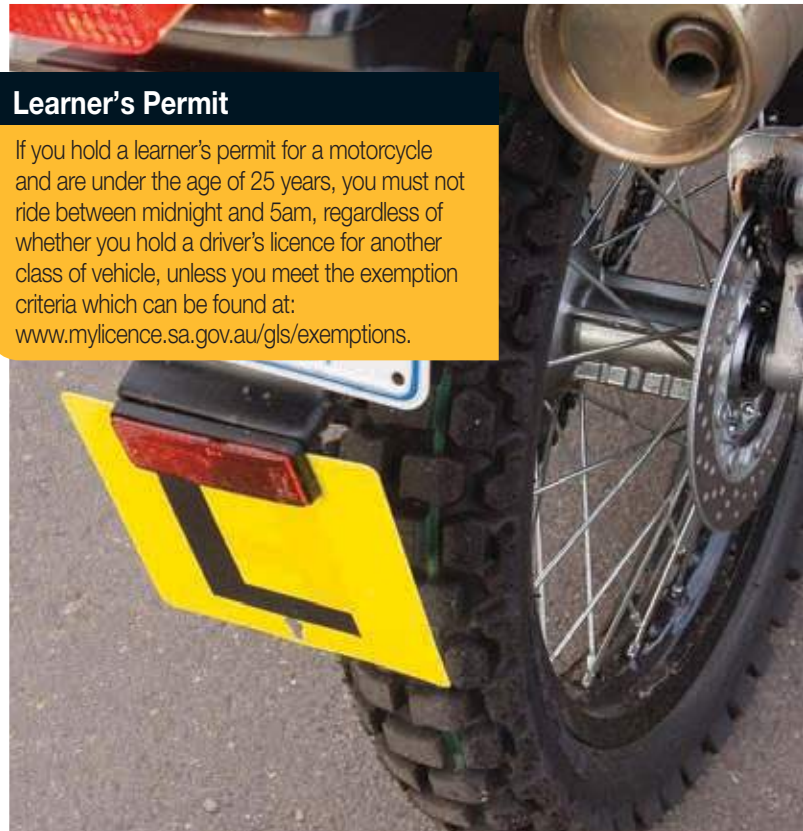 Learner’s Permit
If you hold a learner’s permit for a motorcycle
and are under the age of 25 years, you must not
ride between midnight and 5am, regardless of
whether you hold a driver’s licence for another
class of vehicle, unless you meet the exemption
criteria which can be found at:
www.mylicence.sa.gov.au/gls/exemptions.
L